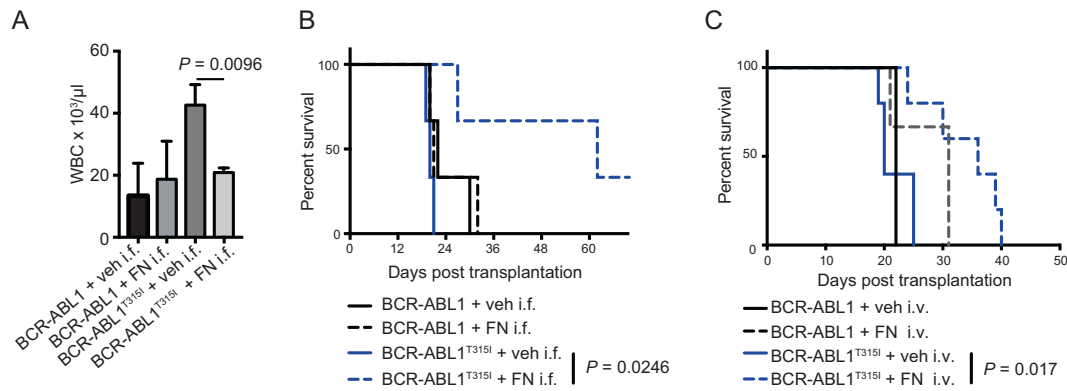 A
WBC x 10³/µl
60
40
20
0
P = 0.0096
BCR-ABL1 + veh i.f.
BCR-ABL1 + FN i.f.
BCR-ABL1ᵀ³¹⁵ᴵ + veh i.f.
BCR-ABL1ᵀ³¹⁵ᴵ + FN i.f.
B
Percent survival
100
50
0
0 12 24 36 48 60
Days post transplantation
BCR-ABL1 + veh i.f.
BCR-ABL1 + FN i.f.
BCR-ABL1ᵀ³¹⁵ᴵ + veh i.f.
BCR-ABL1ᵀ³¹⁵ᴵ + FN i.f.
P = 0.0246
C
Percent survival
100
50
0
0 10 20 30 40 50
Days post transplantation
BCR-ABL1 + veh i.v.
BCR-ABL1 + FN i.v.
BCR-ABL1ᵀ³¹⁵ᴵ + veh i.v.
BCR-ABL1ᵀ³¹⁵ᴵ + FN i.v.
P = 0.017